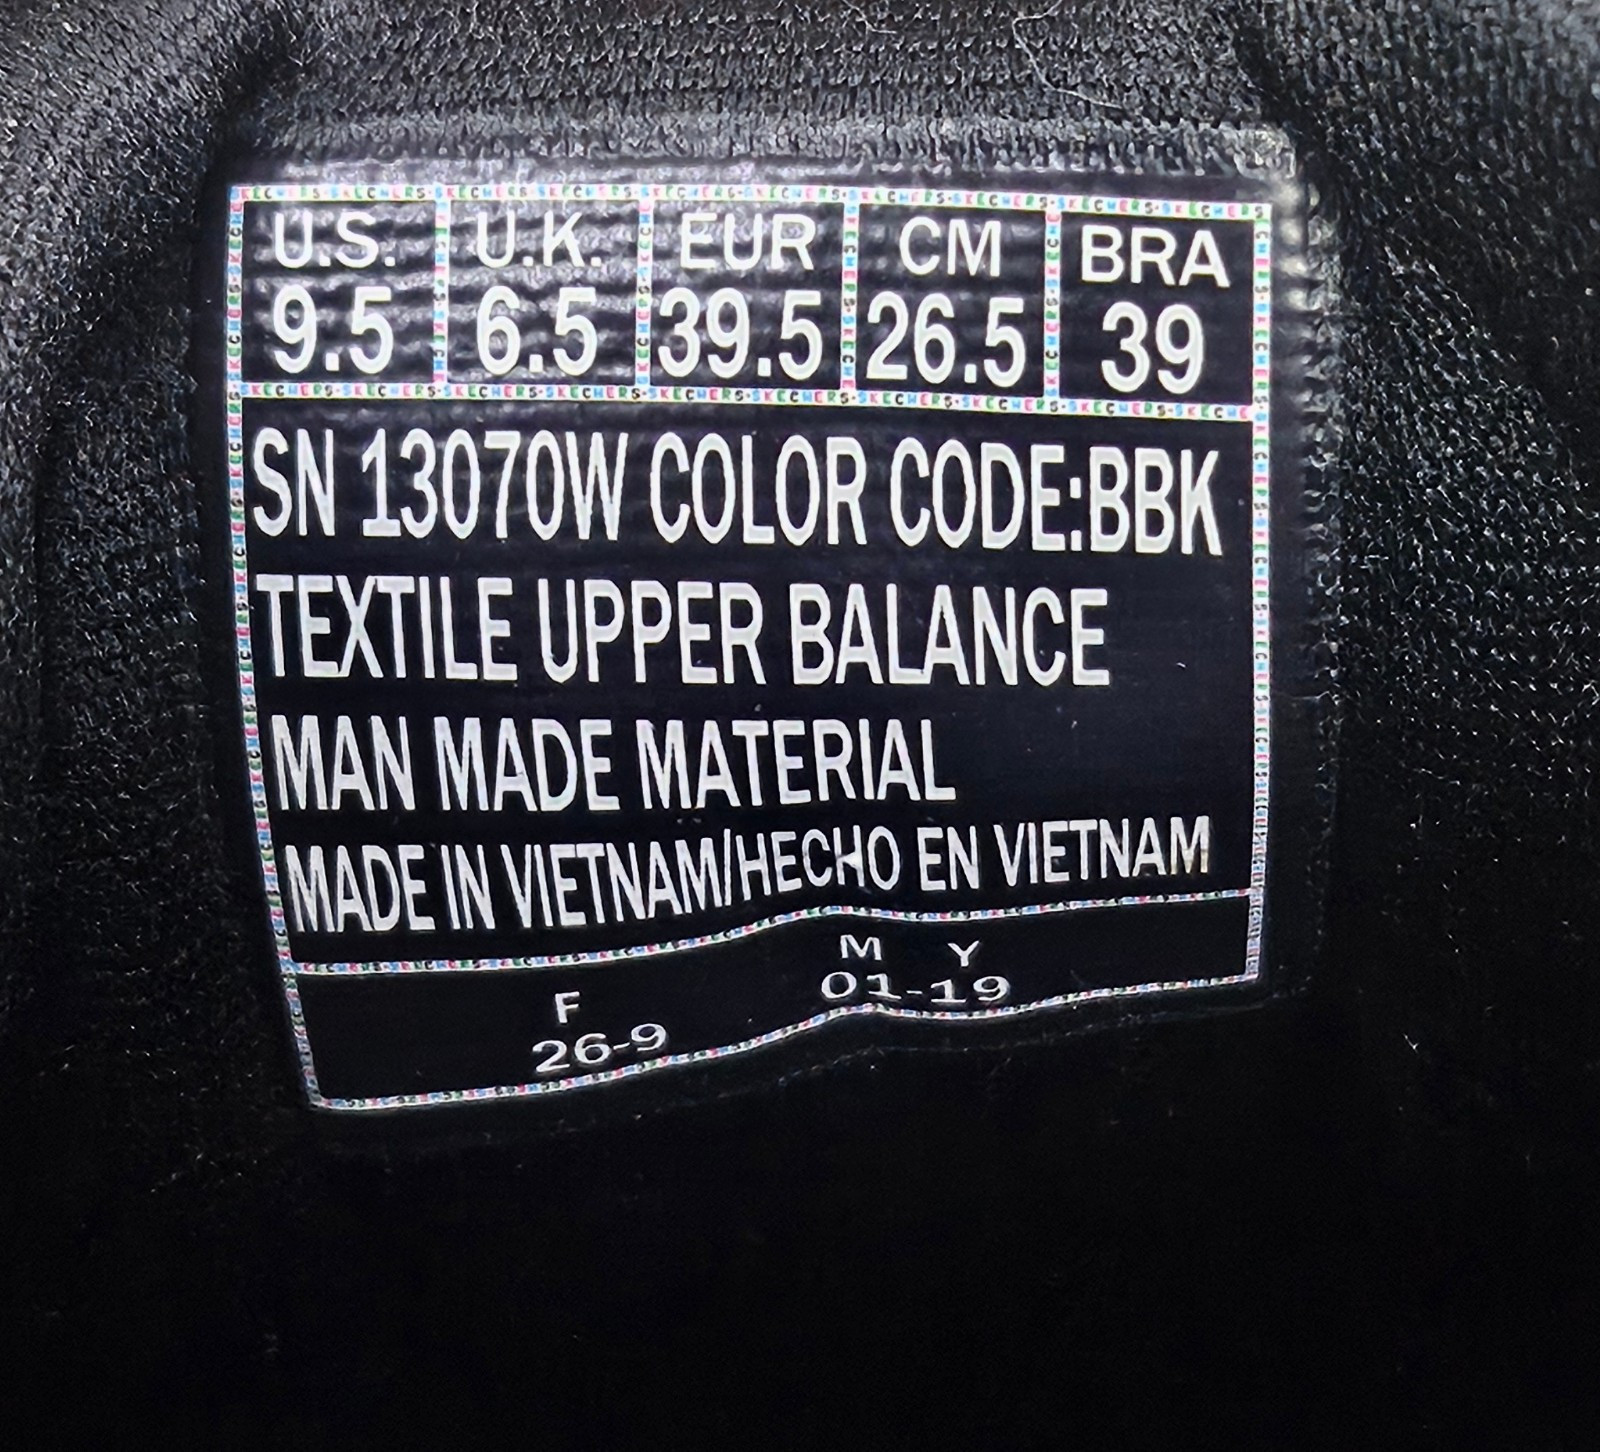 U.S. U.K. EUR CM BRA
9.5 6.5 39.5 26.5 39
SN 13070W COLOR CODE:BBK
TEXTILE UPPER BALANCE
MAN MADE MATERIAL
MADE IN VIETNAM/HECHO EN VIETNAM
F M Y
26-9 01-19
SKECHERS